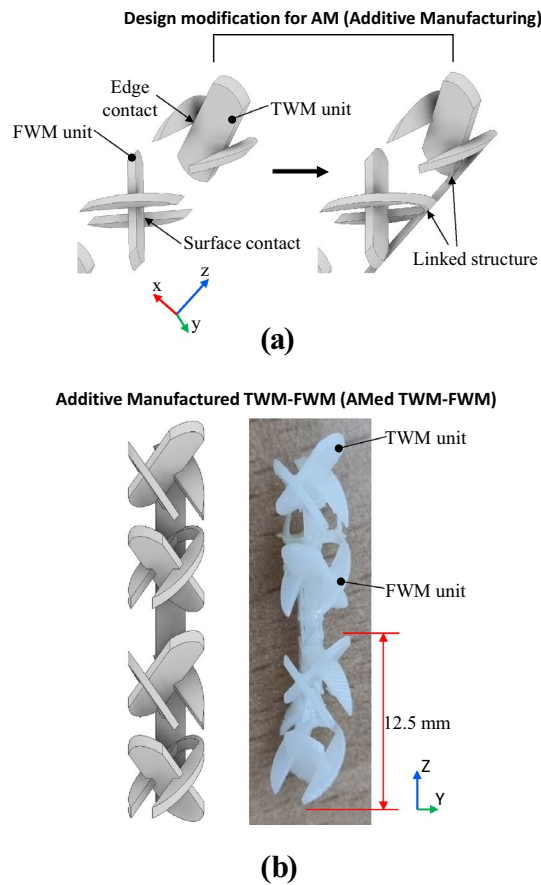 Design modification for AM (Additive Manufacturing)
Edge
contact
TWM unit
FWM unit
Surface contact
Linked structure
x
z
y
(a)
Additive Manufactured TWM-FWM (AMed TWM-FWM)
TWM unit
FWM unit
12.5 mm
Z
Y
(b)